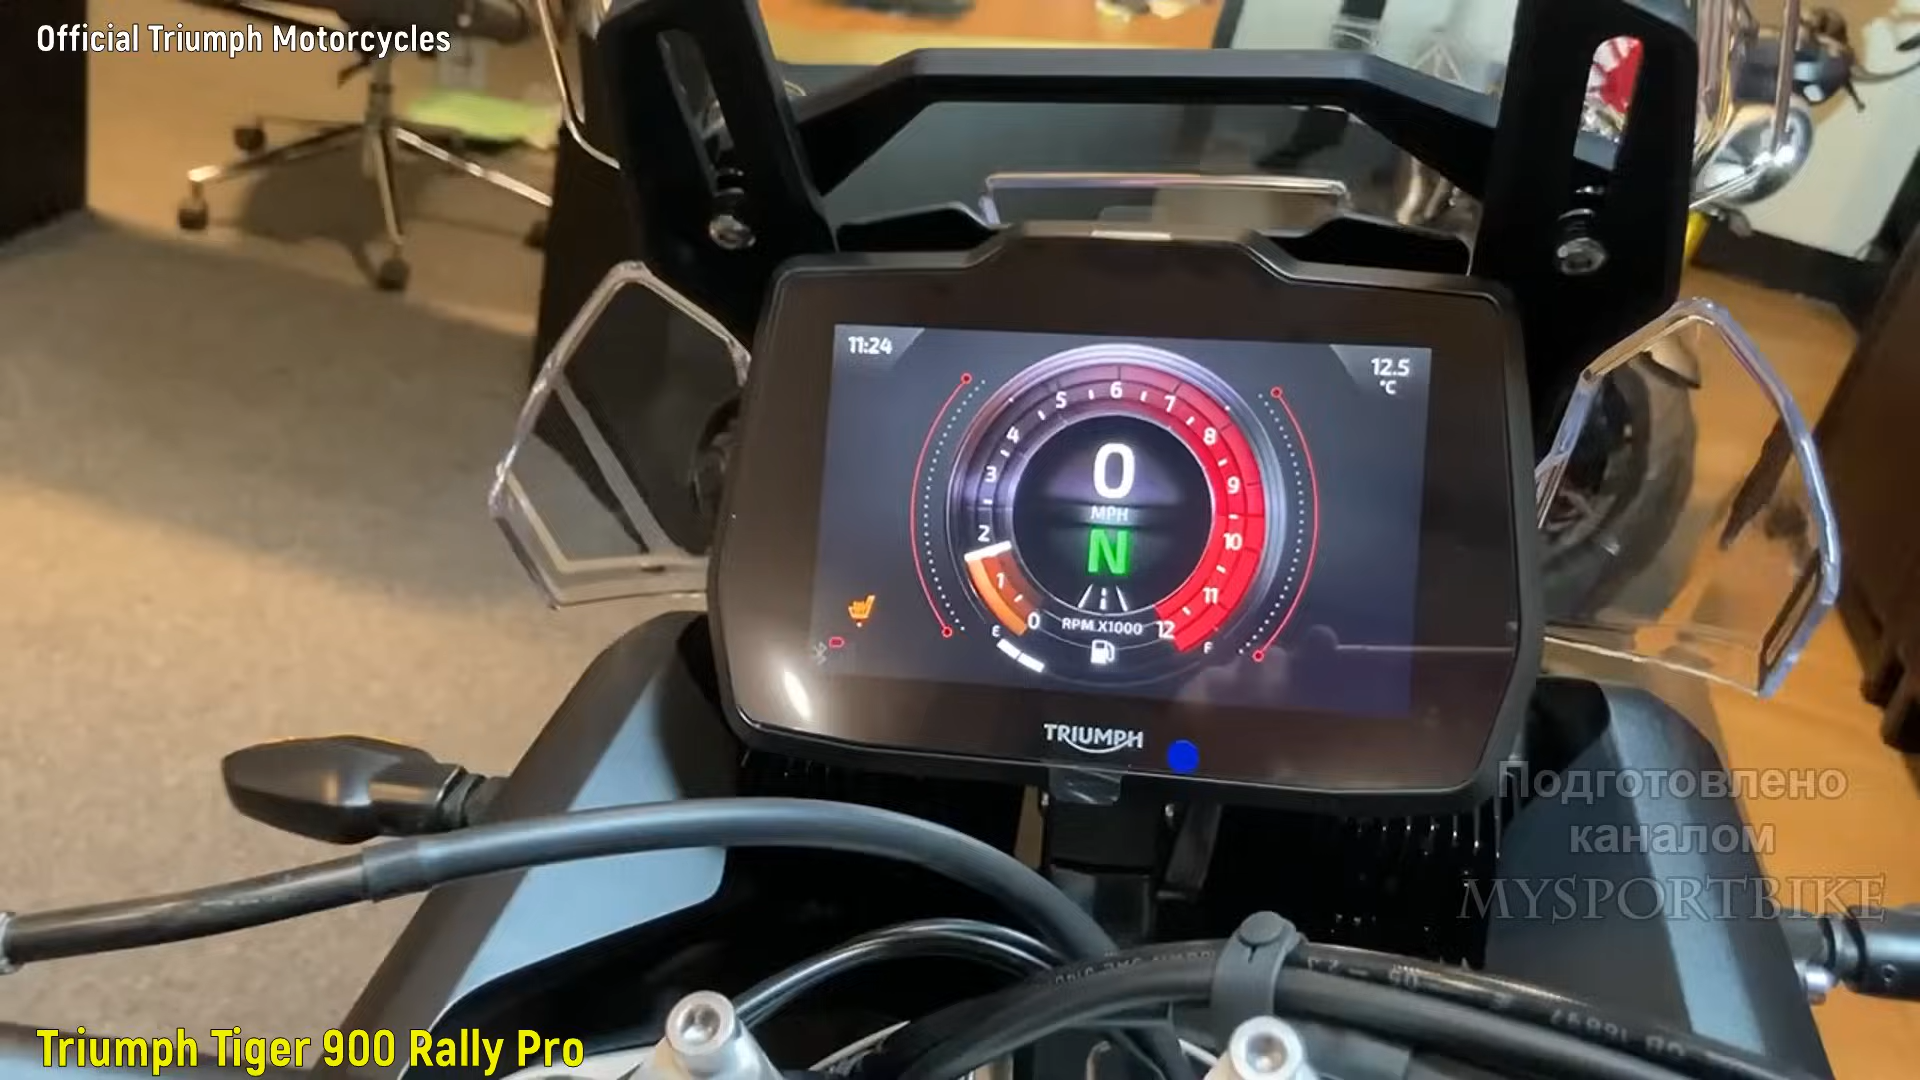 Official Triumph Motorcycles
11:24
12.5
°C
0
MPH
N
RPM X1000
0 1 2 3 4 5 6 7 8 9 10 11 12
E
F
TRIUMPH
Подготовлено
каналом
MYSPORTBIKE
Triumph Tiger 900 Rally Pro